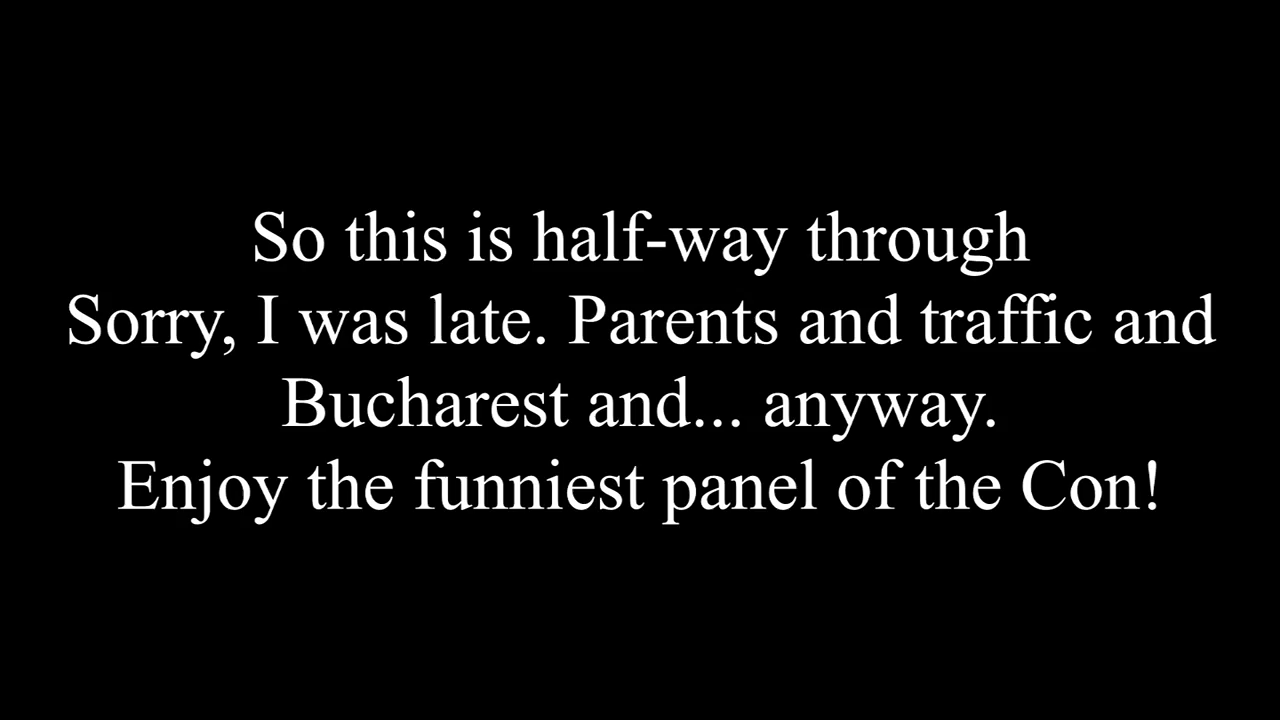 So this is half-way through
Sorry, I was late. Parents and traffic and
Bucharest and... anyway.
Enjoy the funniest panel of the Con!